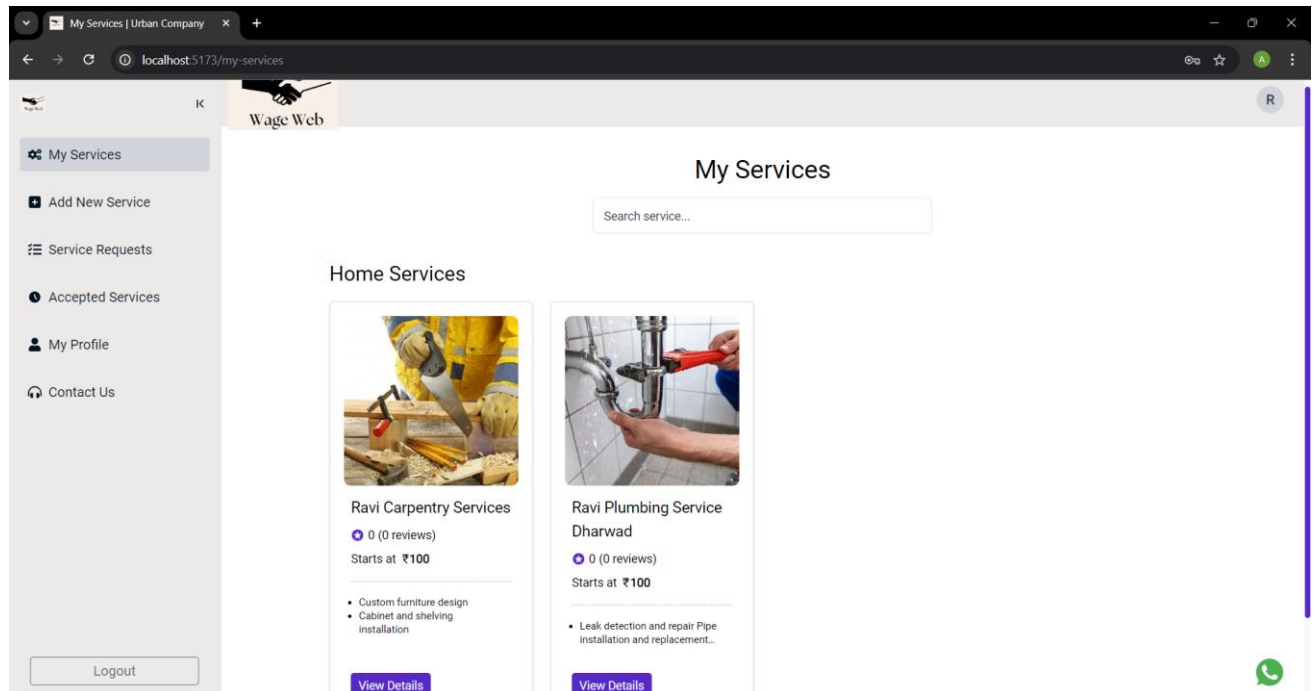 My Services | Urban Company
localhost:5173/my-services
A
Wage Web
R
My Services
Add New Service
Service Requests
Accepted Services
My Profile
Contact Us
Logout
My Services
Search service...
Home Services
Ravi Carpentry Services
0 (0 reviews)
Starts at ₹100
• Custom furniture design
• Cabinet and shelving
installation
View Details
Ravi Plumbing Service
Dharwad
0 (0 reviews)
Starts at ₹100
• Leak detection and repair Pipe
installation and replacement...
View Details